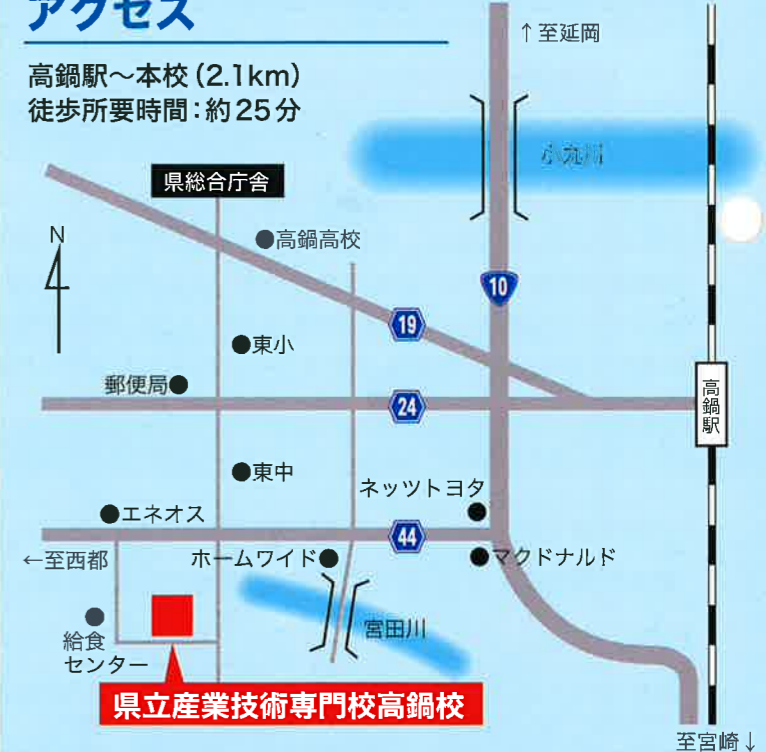 アクセス
高鍋駅～本校(2.1km)
徒歩所要時間:約25分
↑至延岡
小丸川
県総合庁舎
N
●高鍋高校
10
19
●東小
郵便局●
24
高鍋駅
●東中
ネッツトヨタ
●エネオス
44
←至西都
ホームワイド●
●マクドナルド
給食
センター
宮田川
県立産業技術専門校高鍋校
至宮崎↓